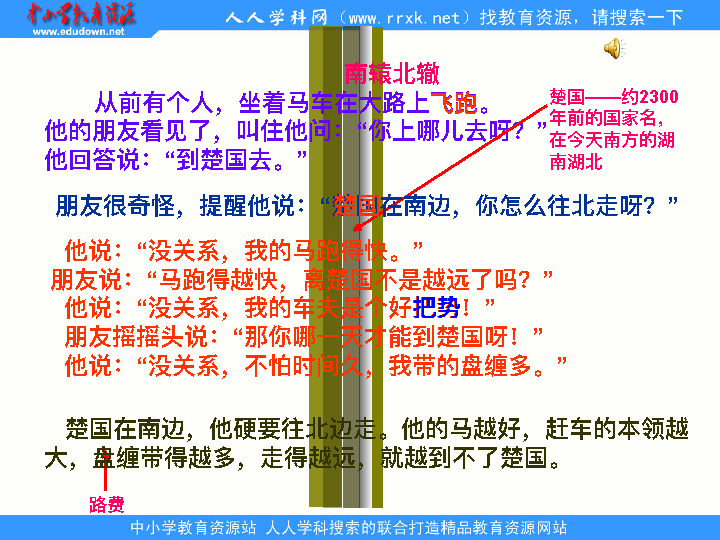 中小学教育资源站
www.edudown.net
人人学科网（www.rrxk.net）找教育资源，请搜索一下
南辕北辙
从前有个人，坐着马车在大路上飞跑。
他的朋友看见了，叫住他问：“你上哪儿去呀？”
他回答说：“到楚国去。”
楚国——约2300
年前的国家名，
在今天南方的湖
南湖北
朋友很奇怪，提醒他说：“楚国在南边，你怎么往北走呀？”
他说：“没关系，我的马跑得快。”
朋友说：“马跑得越快，离楚国不是越远了吗？”
他说：“没关系，我的车夫是个好把势！”
朋友摇摇头说：“那你哪一天才能到楚国呀！”
他说：“没关系，不怕时间久，我带的盘缠多。”
楚国在南边，他硬要往北边走。他的马越好，赶车的本领越
大，盘缠带得越多，走得越远，就越到不了楚国。
路费
中小学教育资源站 人人学科搜索的联合打造精品教育资源网站